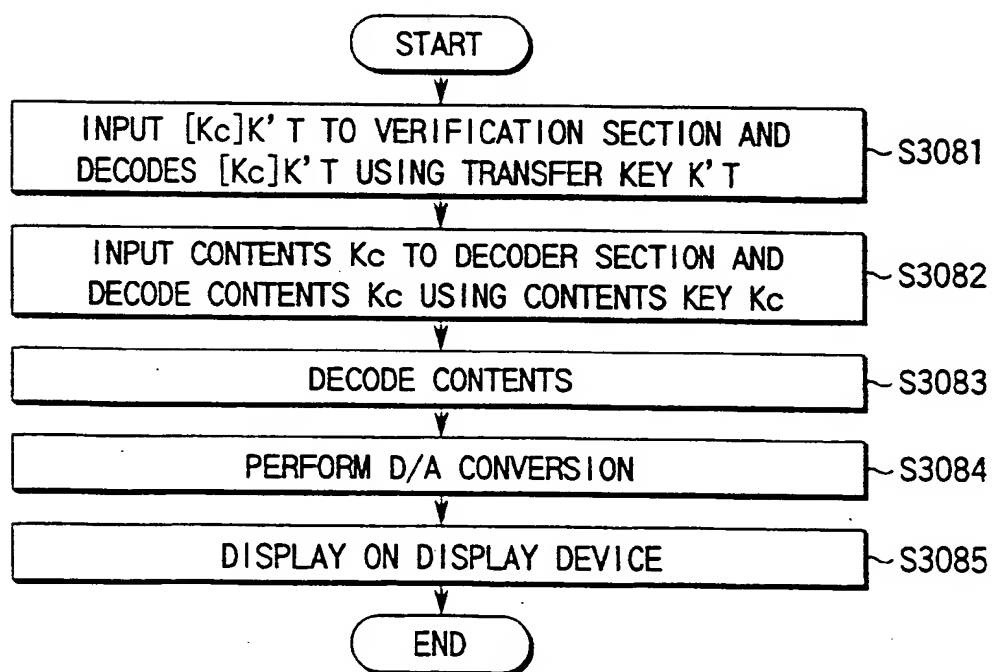 START
INPUT [Kc]K'T TO VERIFICATION SECTION AND
DECODES [Kc]K'T USING TRANSFER KEY K'T
S3081
INPUT CONTENTS Kc TO DECODER SECTION AND
DECODE CONTENTS Kc USING CONTENTS KEY Kc
S3082
DECODE CONTENTS
S3083
PERFORM D/A CONVERSION
S3084
DISPLAY ON DISPLAY DEVICE
S3085
END